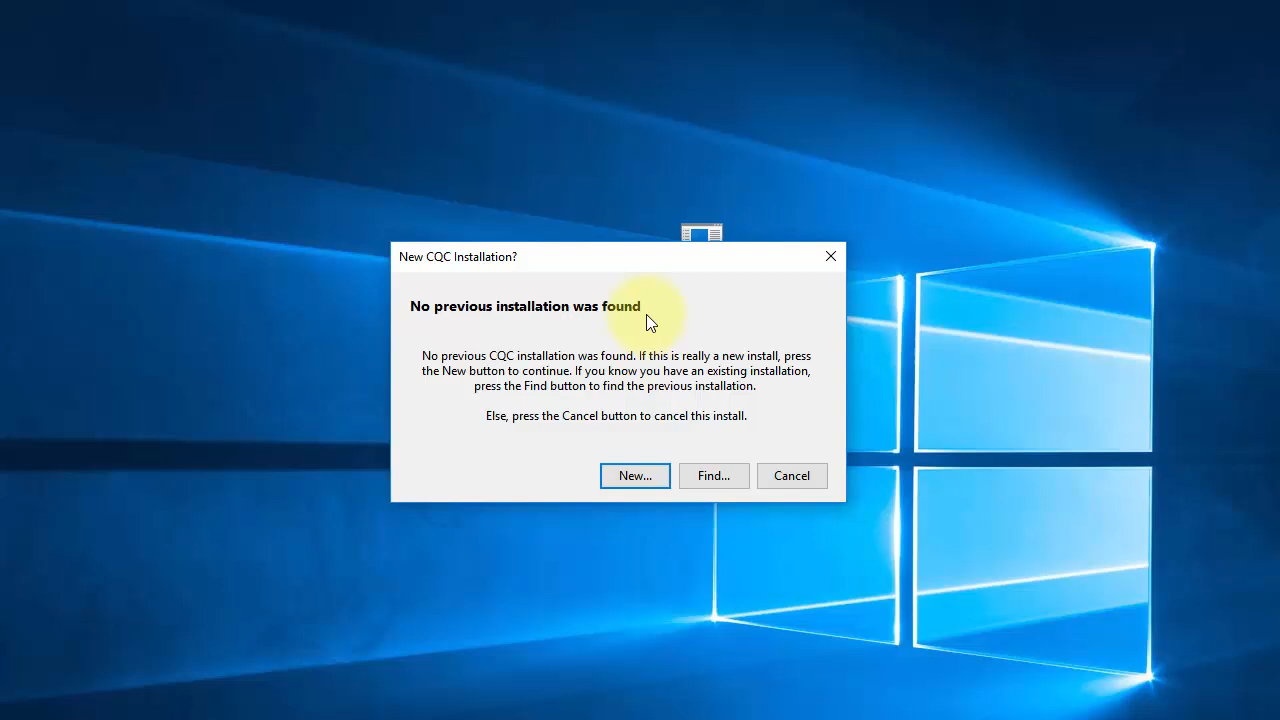 New CQC Installation?
No previous installation was found
No previous CQC installation was found. If this is really a new install, press
the New button to continue. If you know you have an existing installation,
press the Find button to find the previous installation.
Else, press the Cancel button to cancel this install.
New... Find... Cancel